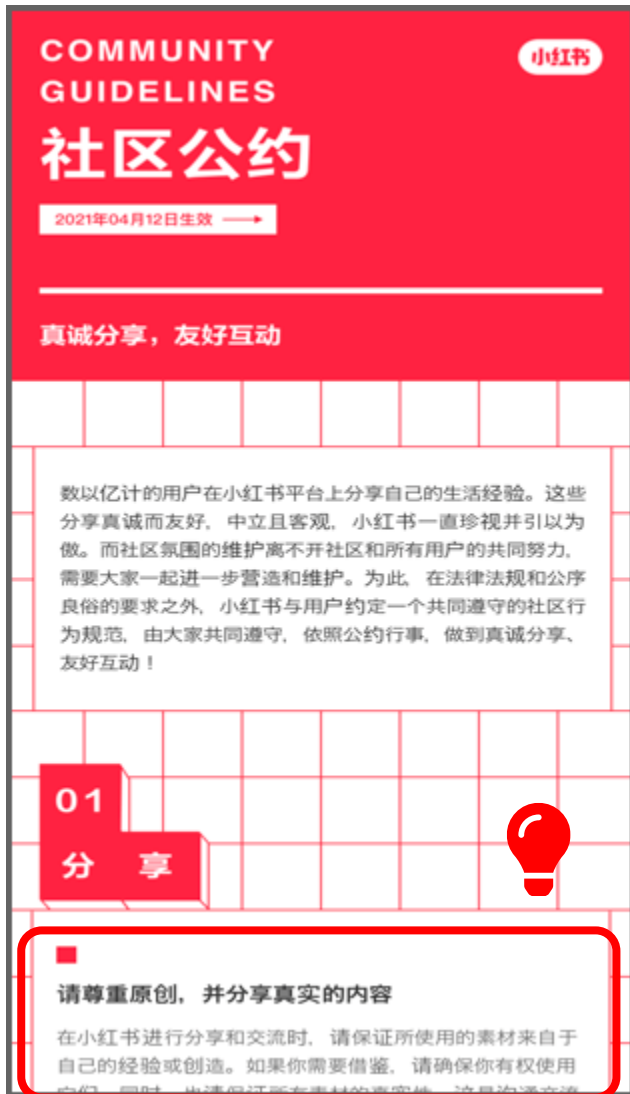 COMMUNITY
GUIDELINES
小红书
社区公约
2021年04月12日生效
真诚分享，友好互动
数以亿计的用户在小红书平台上分享自己的生活经验。这些
分享真诚而友好，中立且客观，小红书一直珍视并引以为
傲。而社区氛围的维护离不开社区和所有用户的共同努力，
需要大家一起进一步营造和维护。为此，在法律法规和公序
良俗的要求之外，小红书与用户约定一个共同遵守的社区行
为规范，由大家共同遵守，依照公约行事，做到真诚分享、
友好互动！
01
分 享
请尊重原创，并分享真实的内容
在小红书进行分享和交流时，请保证所使用的素材来自于
自己的经验或创造。如果你需要借鉴，请确保你有权使用